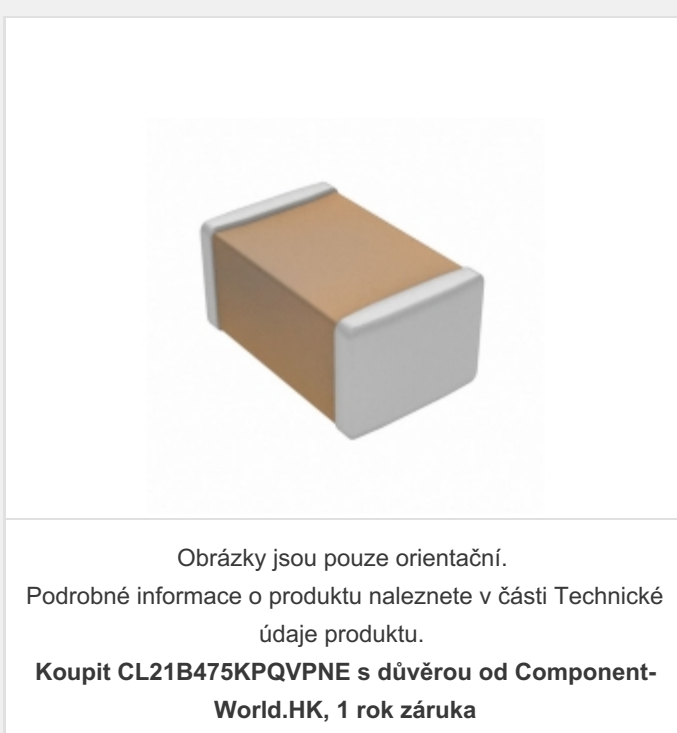 Obrázky jsou pouze orientační.
Podrobné informace o produktu naleznete v části Technické
údaje produktu.
Koupit CL21B475KPQVPNE s důvěrou od Component-
World.HK, 1 rok záruka